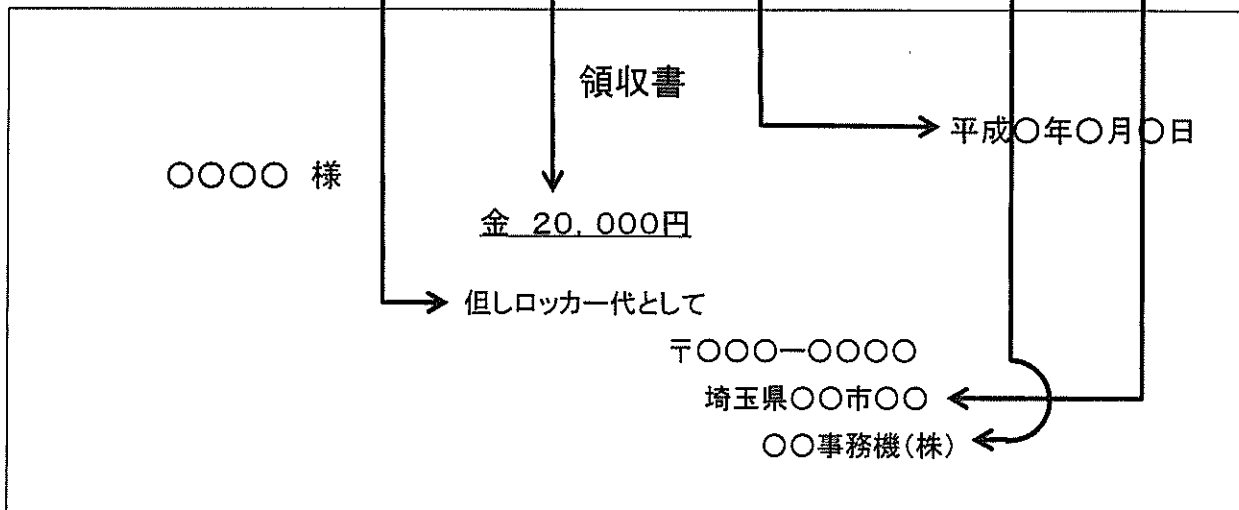 領収書
平成○年○月○日
○○○○ 様
金 20,000円
但しロッカー代として
〒○○○−○○○○
埼玉県○○市○○
○○事務機(株)